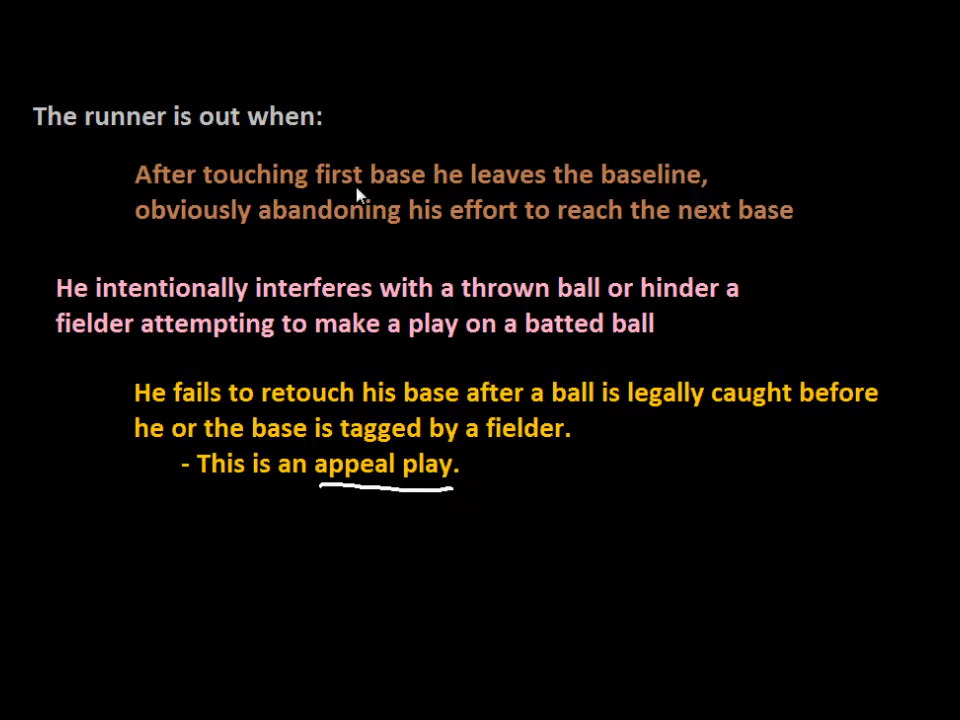 The runner is out when:
After touching first base he leaves the baseline,
obviously abandoning his effort to reach the next base
He intentionally interferes with a thrown ball or hinder a
fielder attempting to make a play on a batted ball
He fails to retouch his base after a ball is legally caught before
he or the base is tagged by a fielder.
- This is an appeal play.